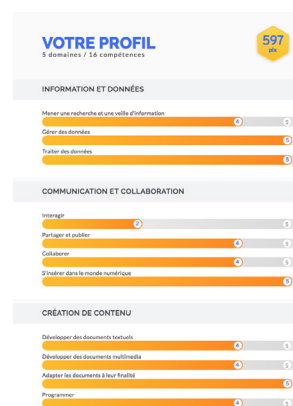 VOTRE PROFIL
5 domaines / 16 compétences
597
pix
INFORMATION ET DONNÉES
Mener une recherche et une veille d'information
4 5
Gérer des données
5
Traiter des données
5
COMMUNICATION ET COLLABORATION
Interagir
2 5
Partager et publier
4 5
Collaborer
4 5
S'insérer dans le monde numérique
5
CRÉATION DE CONTENU
Développer des documents textuels
4 5
Développer des documents multimedia
4 5
Adapter les documents à leur finalité
5
Programmer
4 5